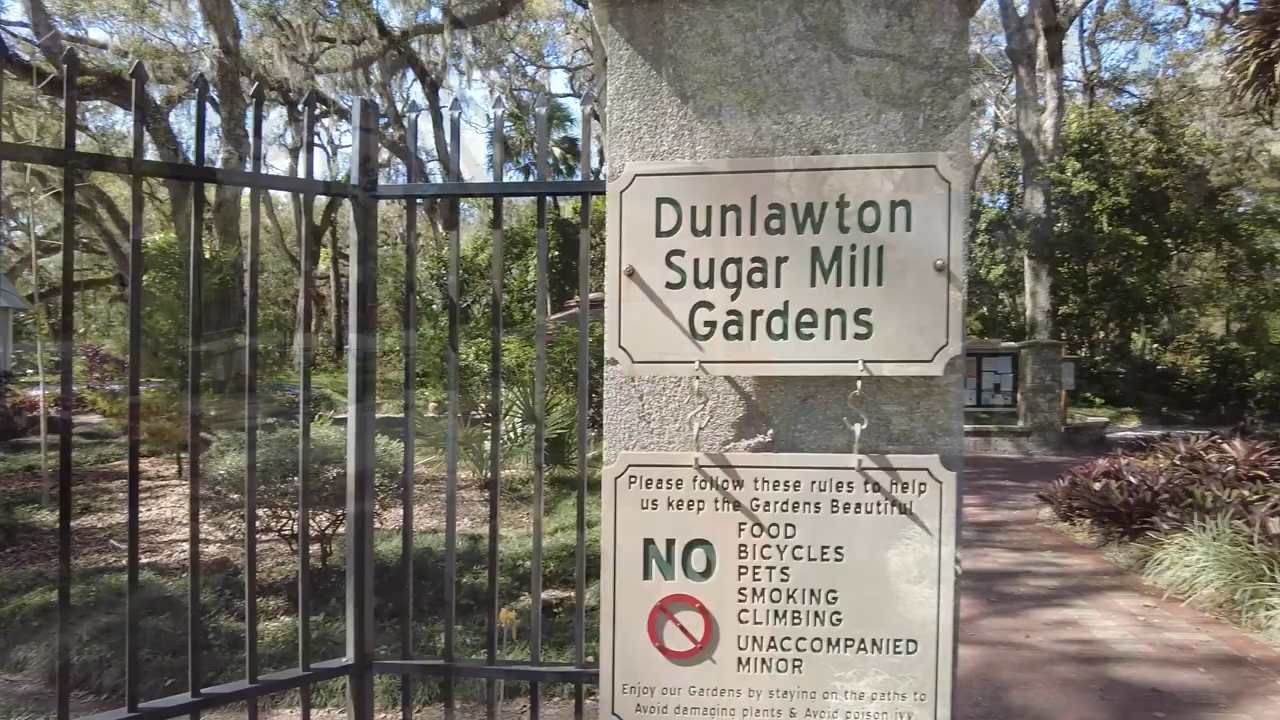 Dunlawton
Sugar Mill
Gardens
Please follow these rules to help
us keep the Gardens Beautiful
NO
FOOD
BICYCLES
PETS
SMOKING
CLIMBING
UNACCOMPANIED
MINOR
Enjoy our Gardens by staying on the paths to
Avoid damaging plants & Avoid poison ivy